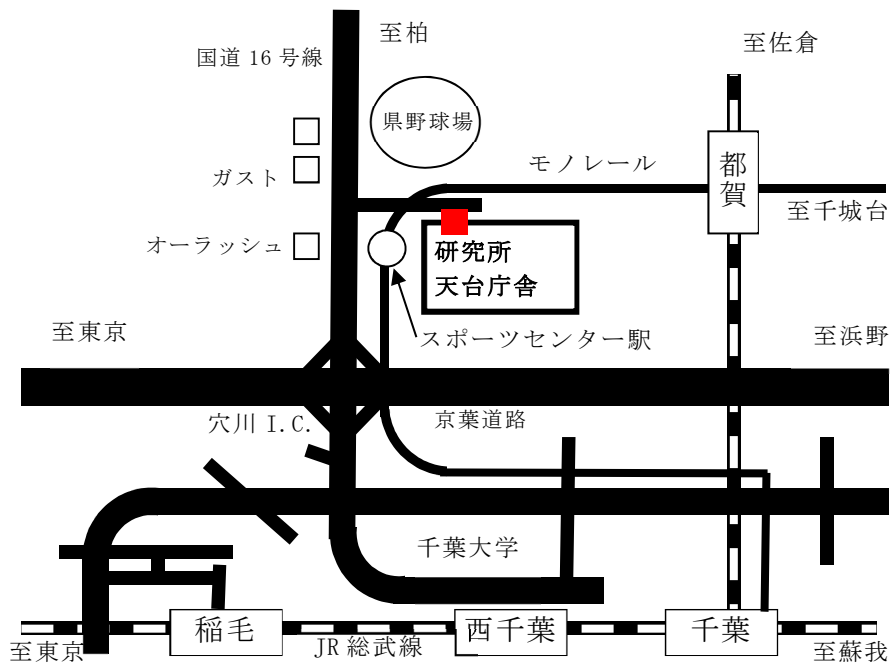 至柏
至佐倉
国道 16 号線
県野球場
モノレール
都
賀
ガスト
至千城台
オーラッシュ
研究所
天台庁舎
至東京
スポーツセンター駅
至浜野
穴川 I.C.
京葉道路
千葉大学
稲毛
西千葉
千葉
至東京
JR 総武線
至蘇我